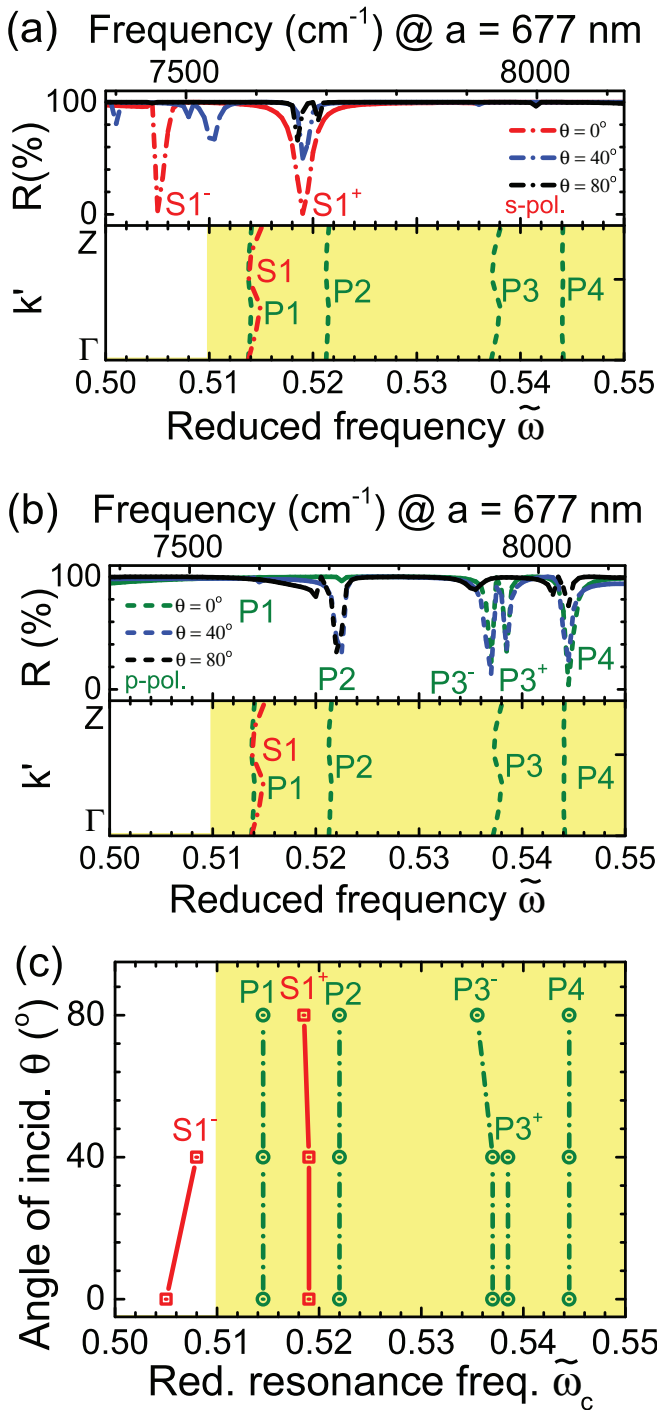 (a) Frequency (cm⁻¹) @ a = 677 nm
7500 8000
100
R(%)
0
S1⁻ S1⁺
θ = 0°
θ = 40°
θ = 80°
s-pol.
Z
k'
Γ
S1
P1 P2 P3 P4
0.50 0.51 0.52 0.53 0.54 0.55
Reduced frequency ω̃
(b) Frequency (cm⁻¹) @ a = 677 nm
7500 8000
100
R (%)
0
θ = 0°
θ = 40°
θ = 80°
p-pol.
P1
P2 P3⁻ P3⁺ P4
Z
k'
Γ
S1
P1 P2 P3 P4
0.50 0.51 0.52 0.53 0.54 0.55
Reduced frequency ω̃
(c)
P1 S1⁺ P2 P3⁻ P4
80
S1⁻ P3⁺
40
0
Angle of incid. θ (°)
0.50 0.51 0.52 0.53 0.54 0.55
Red. resonance freq. ω̃c